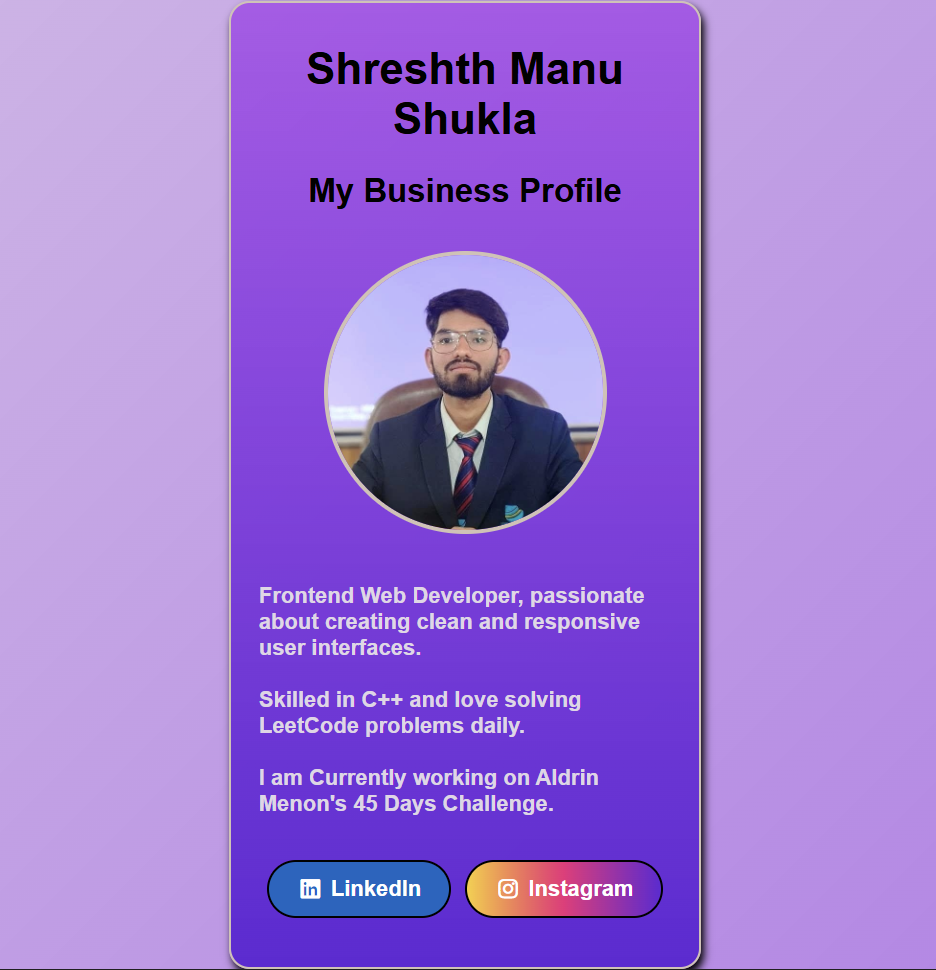 Shreshth Manu
Shukla
My Business Profile
Frontend Web Developer, passionate
about creating clean and responsive
user interfaces.
Skilled in C++ and love solving
LeetCode problems daily.
I am Currently working on Aldrin
Menon's 45 Days Challenge.
LinkedIn
Instagram